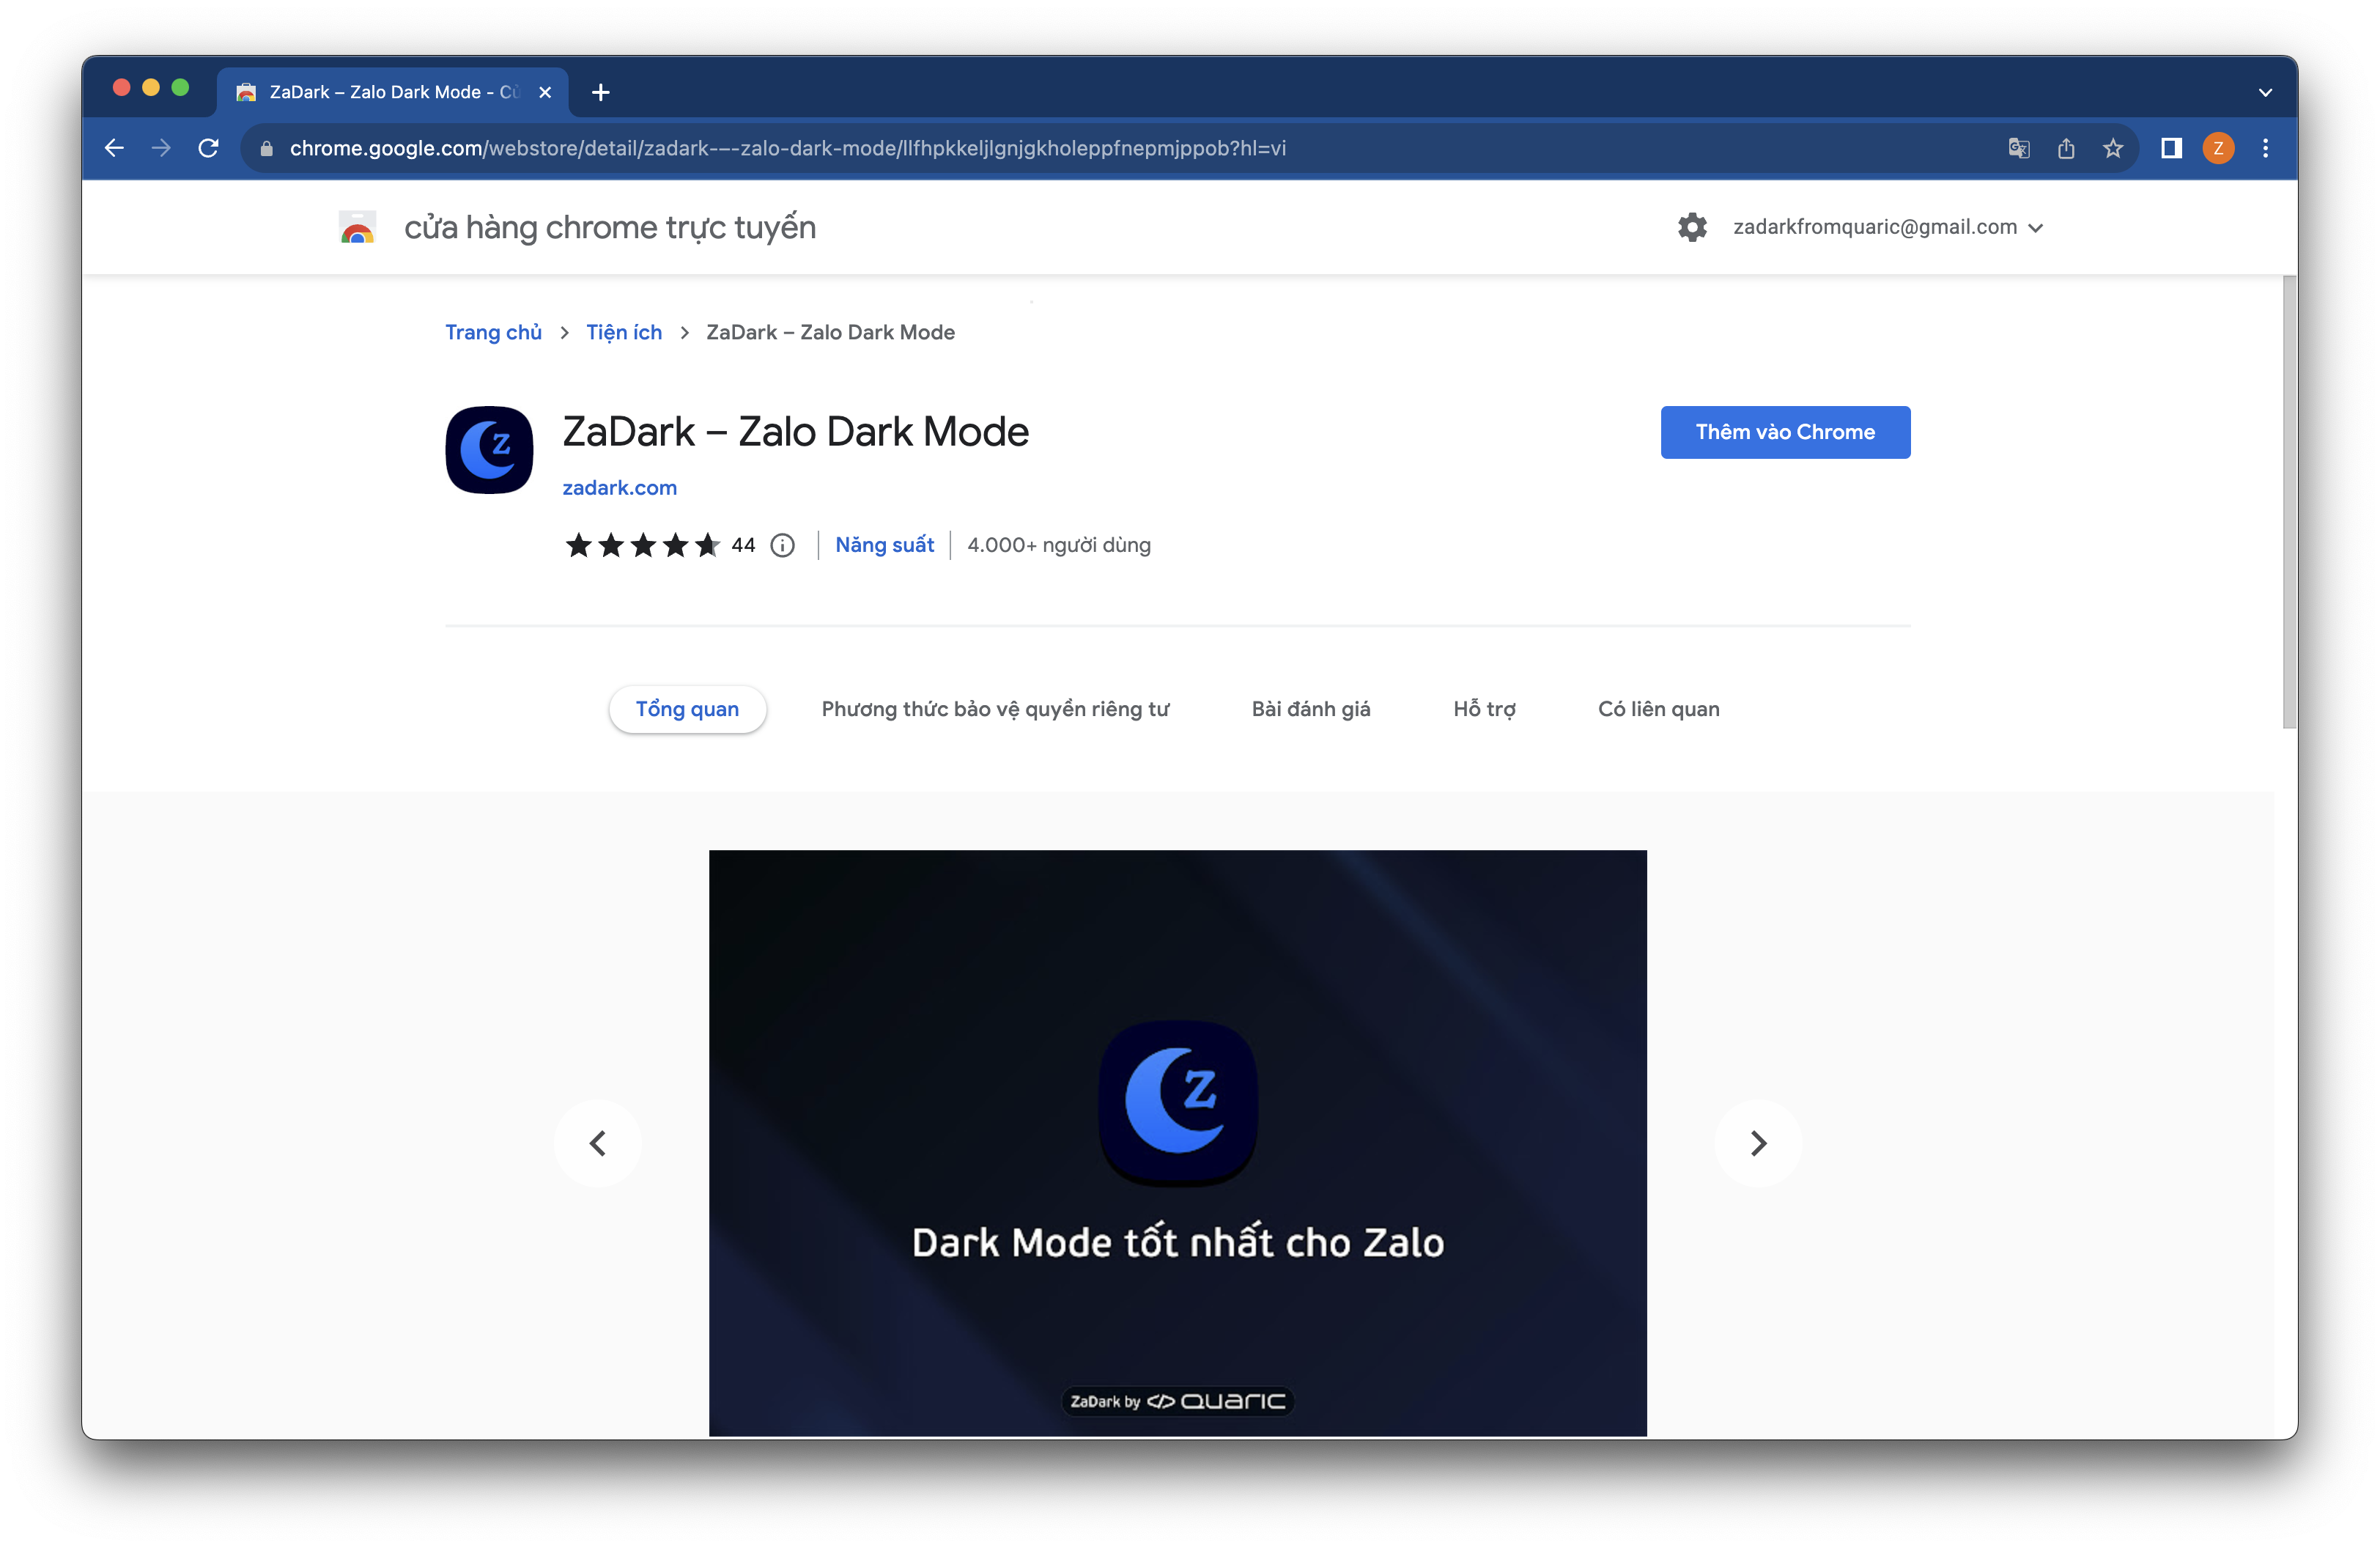 ZaDark – Zalo Dark Mode - Cử
chrome.google.com/webstore/detail/zadark-–-zalo-dark-mode/llfhpkkeljlgnjgkholeppfnepmjppob?hl=vi
Z
cửa hàng chrome trực tuyến
zadarkfromquaric@gmail.com
Trang chủ > Tiện ích > ZaDark – Zalo Dark Mode
Z
ZaDark – Zalo Dark Mode
Thêm vào Chrome
zadark.com
44 Năng suất 4.000+ người dùng
Tổng quan Phương thức bảo vệ quyền riêng tư Bài đánh giá Hỗ trợ Có liên quan
Z
Dark Mode tốt nhất cho Zalo
ZaDark by </> QUARIC